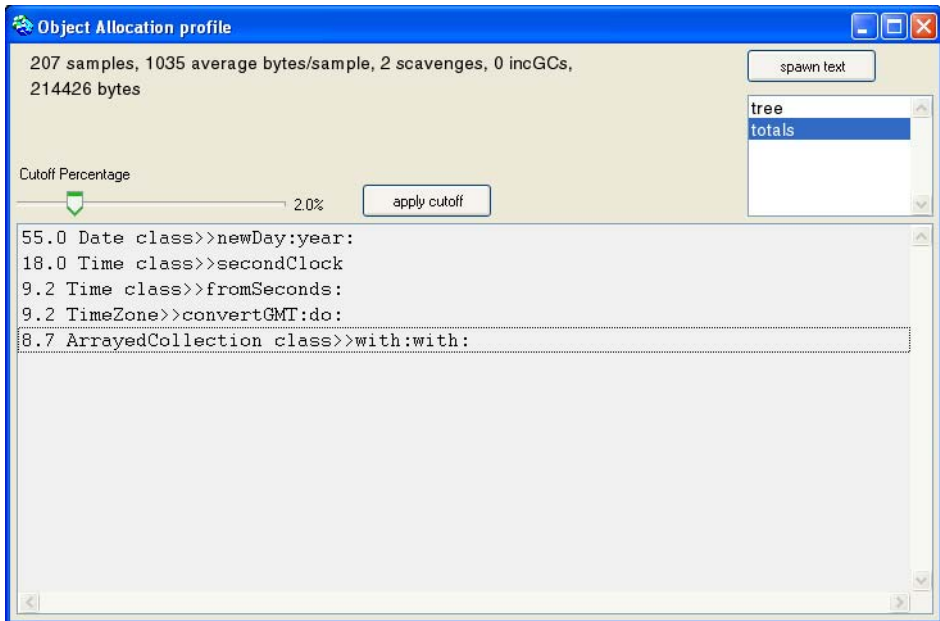 Object Allocation profile
207 samples, 1035 average bytes/sample, 2 scavenges, 0 incGCs,
214426 bytes
spawn text
tree
totals
Cutoff Percentage
2.0%
apply cutoff
55.0 Date class>>newDay:year:
18.0 Time class>>secondClock
9.2 Time class>>fromSeconds:
9.2 TimeZone>>convertGMT:do:
8.7 ArrayedCollection class>>with:with: